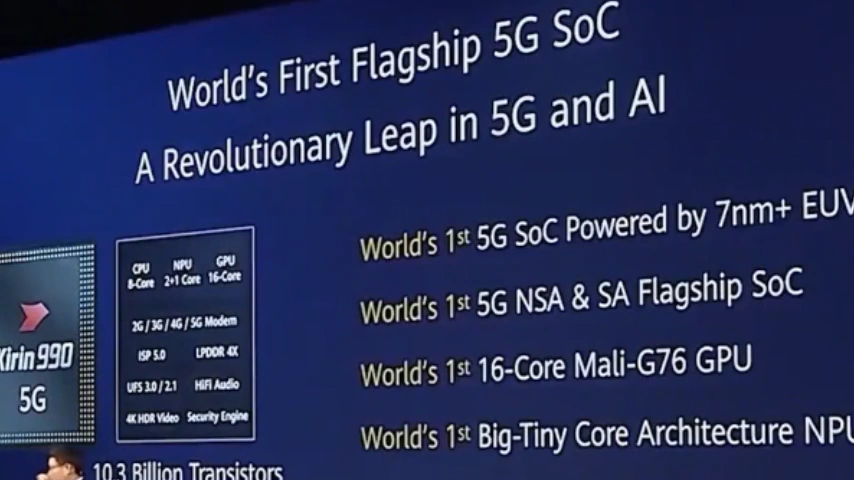 World's First Flagship 5G SoC
A Revolutionary Leap in 5G and AI
World's 1st 5G SoC Powered by 7nm+ EUV
World's 1st 5G NSA & SA Flagship SoC
World's 1st 16-Core Mali-G76 GPU
World's 1st Big-Tiny Core Architecture NPU
Kirin 990
5G
CPU NPU GPU
8-Core 2+1 Core 16-Core
2G / 3G / 4G / 5G Modem
ISP 5.0 LPDDR 4X
UFS 3.0 / 2.1 HiFi Audio
4K HDR Video Security Engine
10.3 Billion Transistors